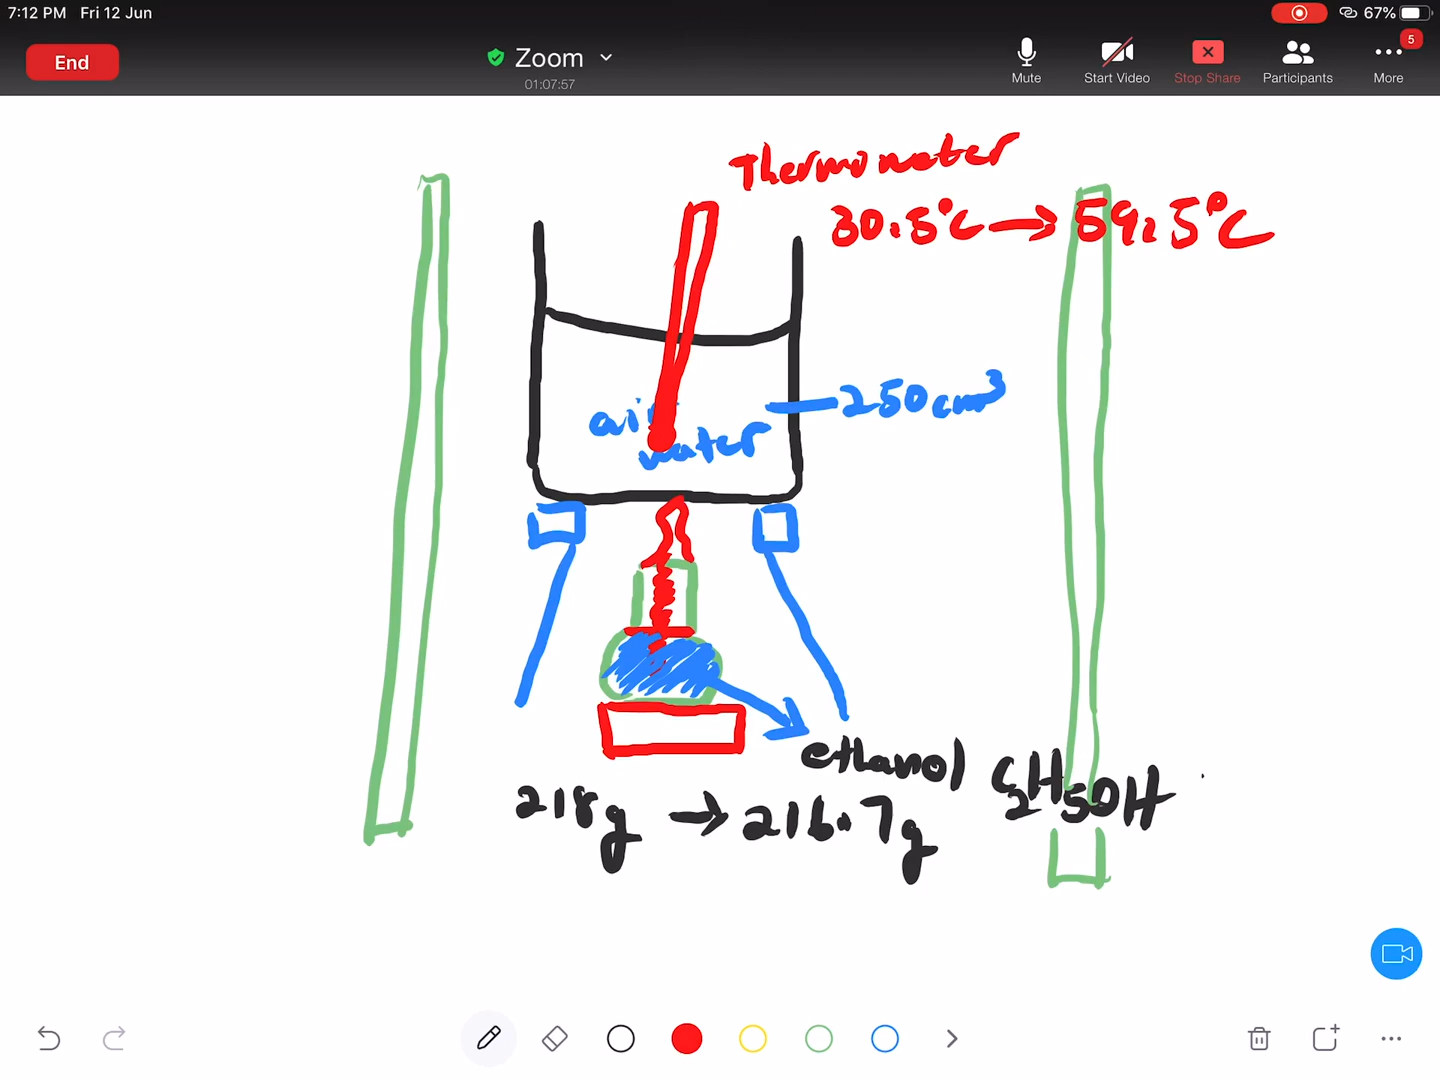 7:12 PM Fri 12 Jun
67%
End
Zoom
01:07:57
Mute
Start Video
Stop Share
Participants
More
5
Thermometer
30.5°C → 59.5°C
air
water
250cm³
ethanol C₂H₅OH
218g → 216.7g